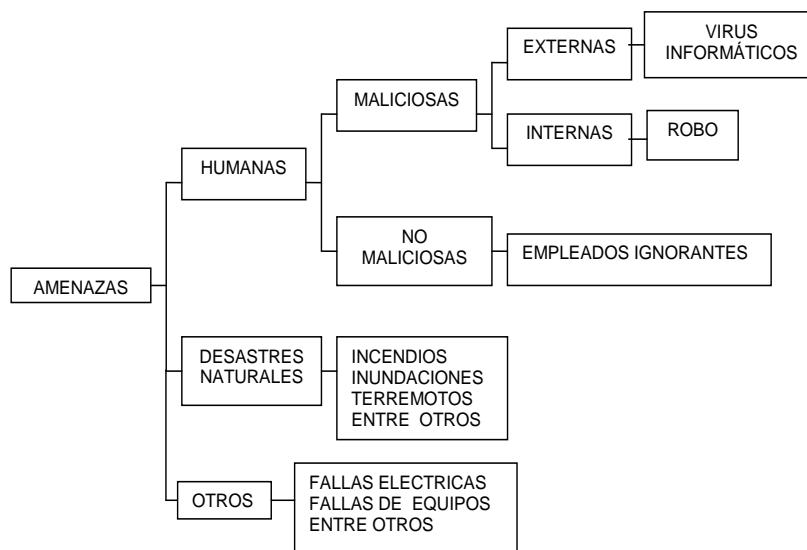 VIRUS
INFORMÁTICOS
EXTERNAS
MALICIOSAS
INTERNAS
ROBO
HUMANAS
NO
MALICIOSAS
EMPLEADOS IGNORANTES
AMENAZAS
DESASTRES
NATURALES
INCENDIOS
INUNDACIONES
TERREMOTOS
ENTRE OTROS
OTROS
FALLAS ELECTRICAS
FALLAS DE EQUIPOS
ENTRE OTROS